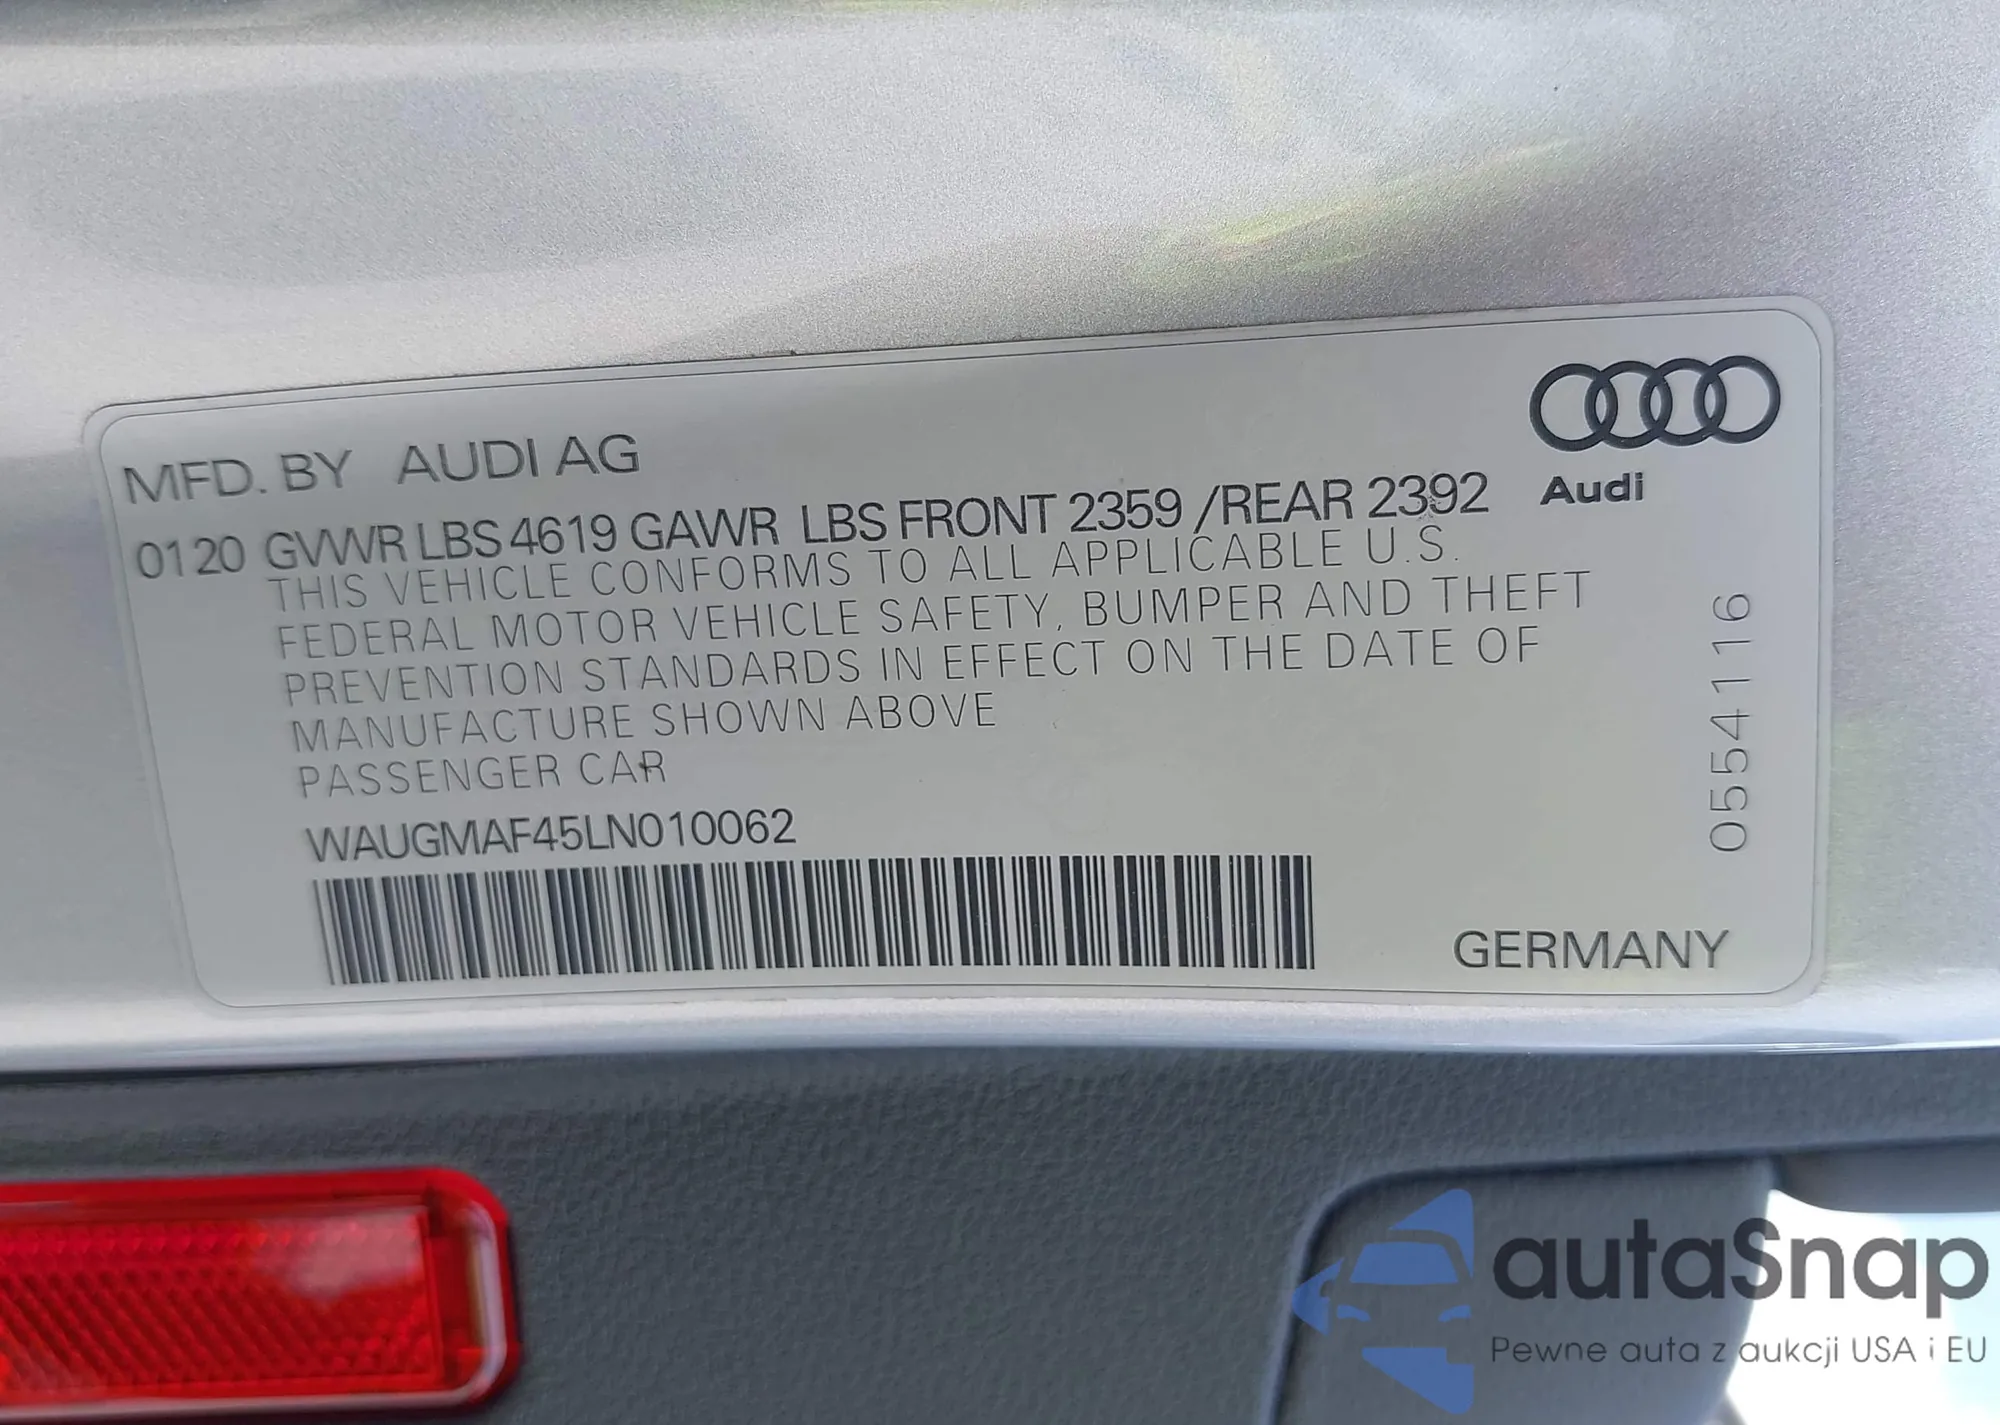 MFD. BY AUDI AG
0120 GVWR LBS 4619 GAWR LBS FRONT 2359 /REAR 2392
THIS VEHICLE CONFORMS TO ALL APPLICABLE U.S.
FEDERAL MOTOR VEHICLE SAFETY, BUMPER AND THEFT
PREVENTION STANDARDS IN EFFECT ON THE DATE OF
MANUFACTURE SHOWN ABOVE
PASSENGER CAR
WAUGMAF45LN010062
Audi
0554116
GERMANY
autaSnap
Pewne auta z aukcji USA i EU